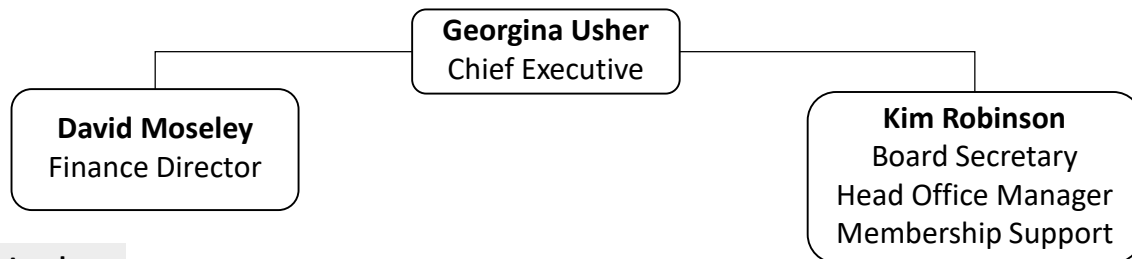 Georgina Usher
Chief Executive
David Moseley
Finance Director
Kim Robinson
Board Secretary
Head Office Manager
Membership Support